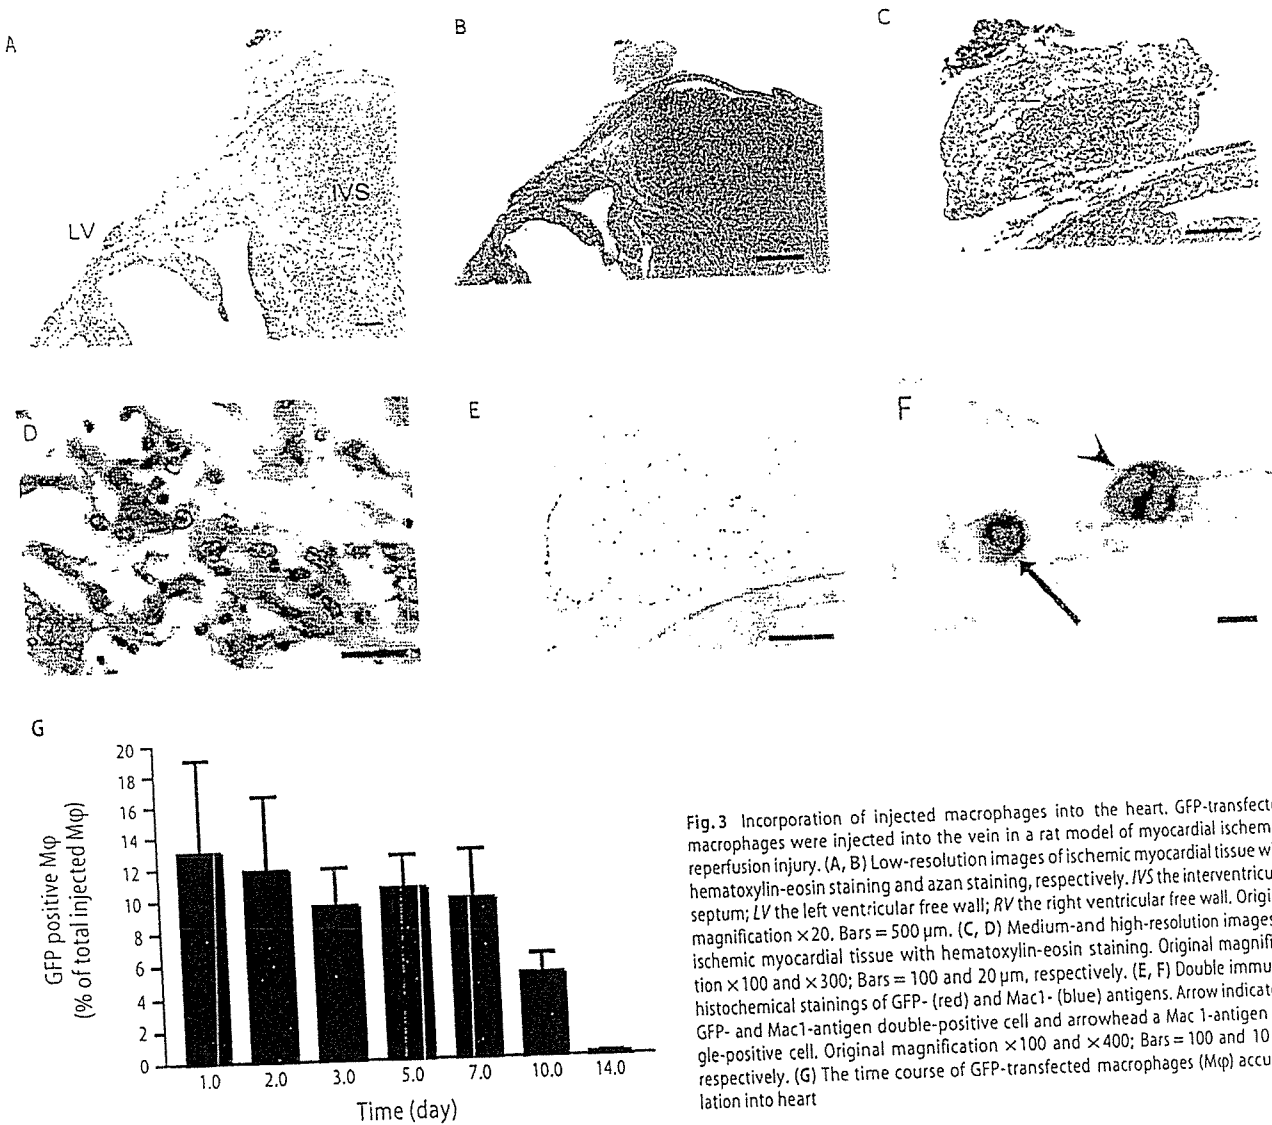 A
B
C
LV
IVS
D
E
F
G
GFP positive Mφ
(% of total injected Mφ)
20
18
16
14
12
10
8
6
4
2
0
1.0
2.0
3.0
5.0
7.0
10.0
14.0
Time (day)
Fig. 3 Incorporation of injected macrophages into the heart. GFP-transfecte
macrophages were injected into the vein in a rat model of myocardial ischem
reperfusion injury. (A, B) Low-resolution images of ischemic myocardial tissue w
hematoxylin-eosin staining and azan staining, respectively. IVS the interventricu
septum; LV the left ventricular free wall; RV the right ventricular free wall. Origi
magnification ×20. Bars = 500 µm. (C, D) Medium-and high-resolution images
ischemic myocardial tissue with hematoxylin-eosin staining. Original magnifi
tion ×100 and ×300; Bars = 100 and 20 µm, respectively. (E, F) Double immu
histochemical stainings of GFP- (red) and Mac1- (blue) antigens. Arrow indicate
GFP- and Mac1-antigen double-positive cell and arrowhead a Mac 1-antigen
gle-positive cell. Original magnification ×100 and ×400; Bars = 100 and 10
respectively. (G) The time course of GFP-transfected macrophages (Mφ) accu
lation into heart